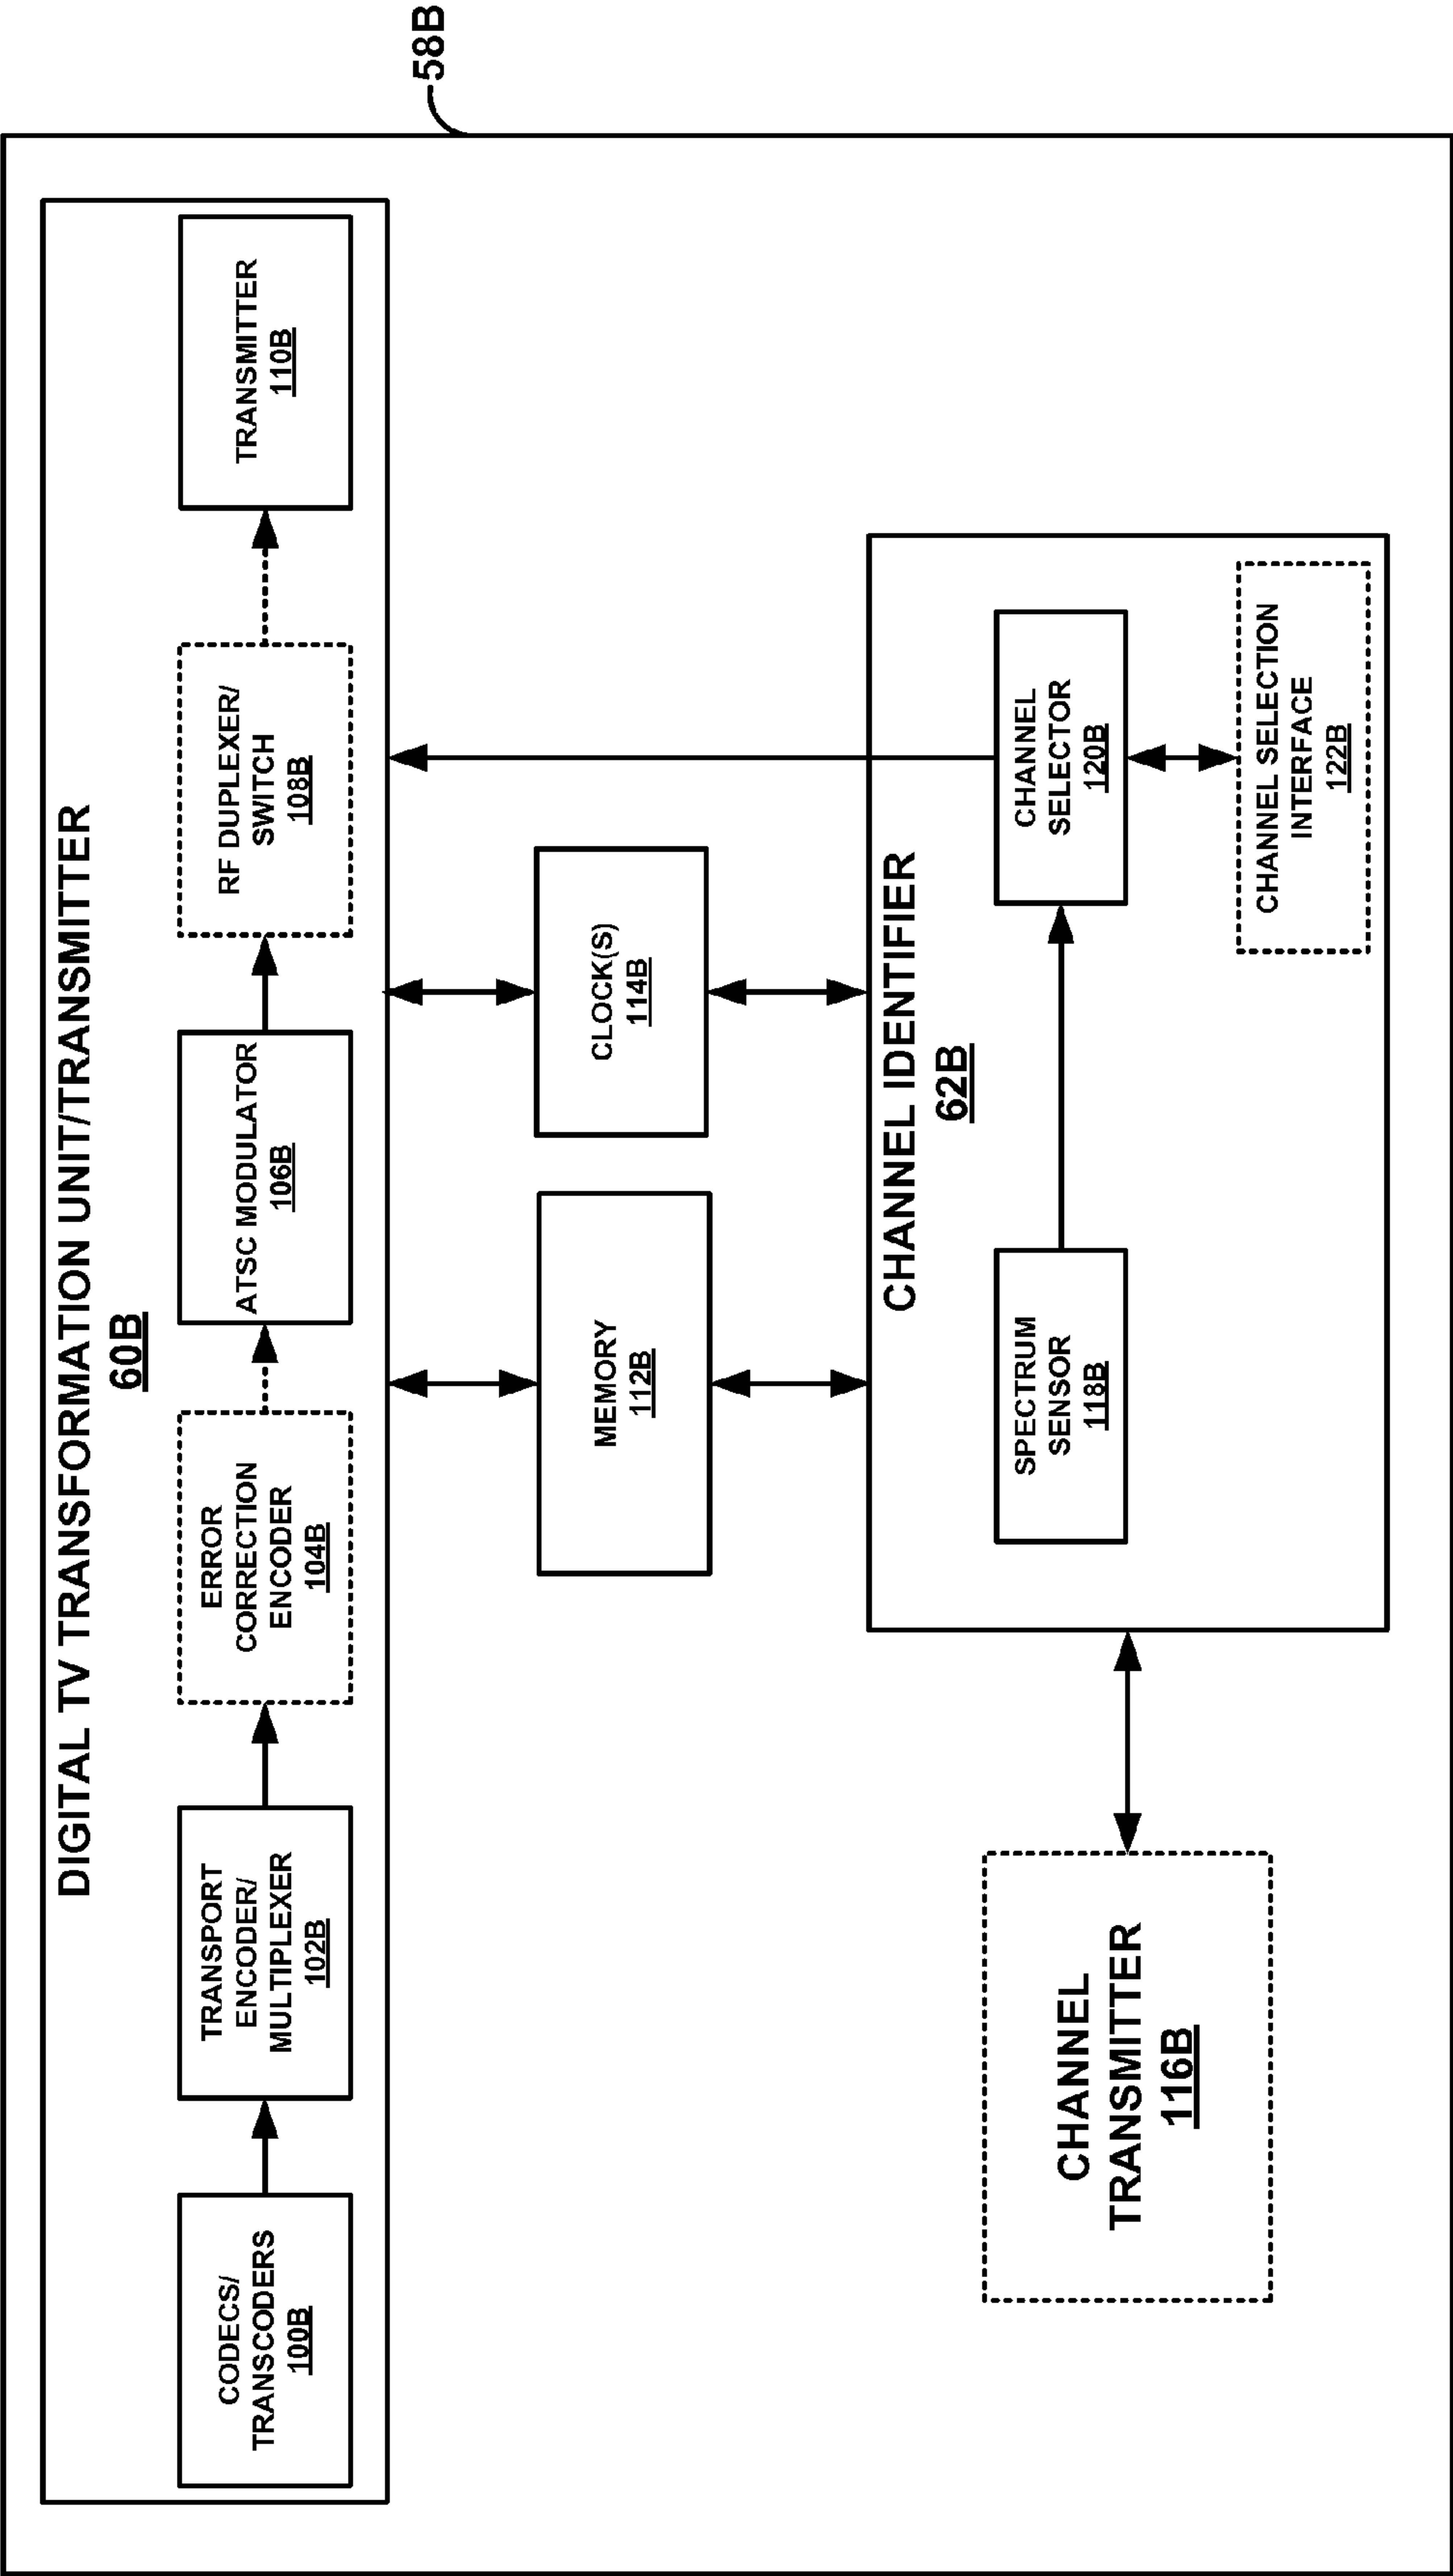 58B
DIGITAL TV TRANSFORMATION UNIT/TRANSMITTER
60B
CODECS/
TRANSCODERS
100B
TRANSPORT
ENCODER/
MULTIPLEXER
102B
ERROR
CORRECTION
ENCODER
104B
ATSC MODULATOR
106B
RF DUPLEXER/
SWITCH
108B
TRANSMITTER
110B
MEMORY
112B
CLOCK(S)
114B
CHANNEL
TRANSMITTER
116B
CHANNEL IDENTIFIER
62B
SPECTRUM
SENSOR
118B
CHANNEL
SELECTOR
120B
CHANNEL SELECTION
INTERFACE
122B